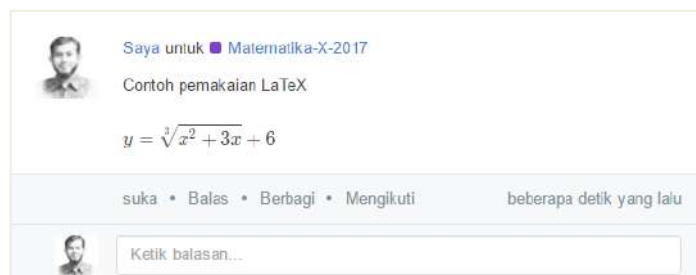 Saya untuk Matematika-X-2017
Contoh pemakaian LaTeX
y = ∛(x² + 3x) + 6
suka • Balas • Berbagi • Mengikuti beberapa detik yang lalu
Ketik balasan...